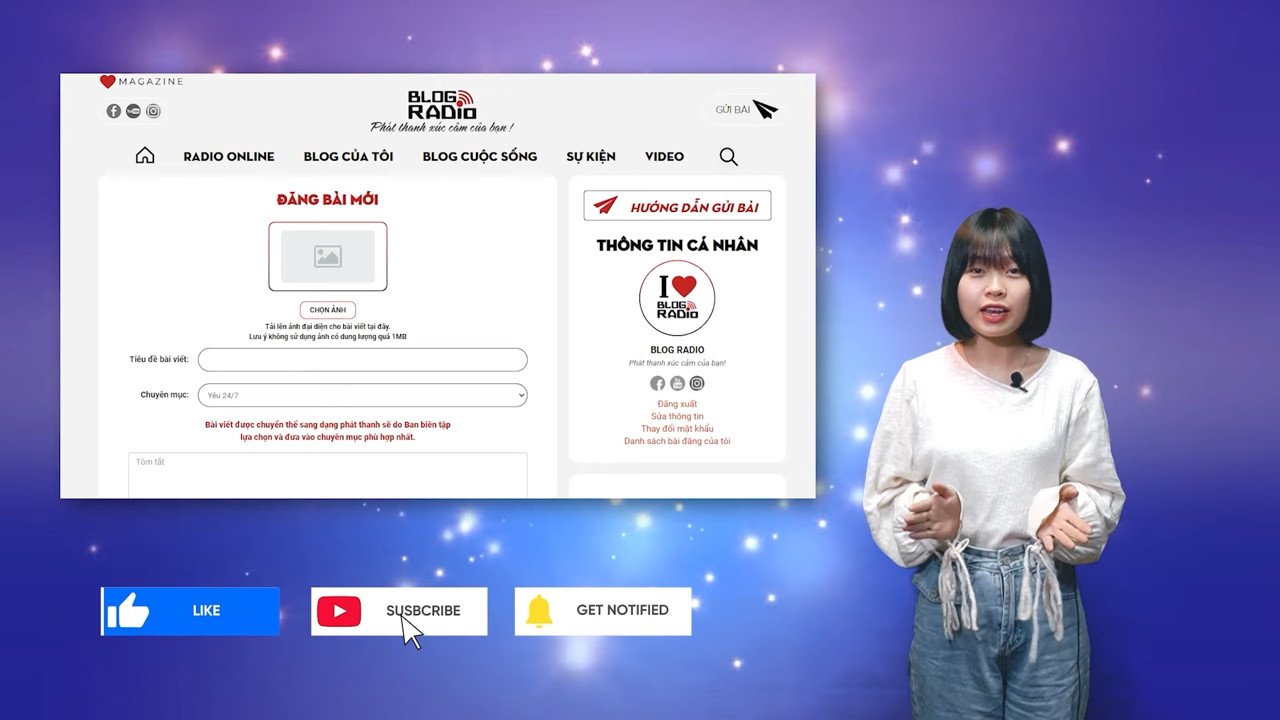 MAGAZINE
BLOG
RADIO
Phát thanh xúc cảm của bạn !
GỬI BÀI
RADIO ONLINE BLOG CỦA TÔI BLOG CUỘC SỐNG SỰ KIỆN VIDEO
ĐĂNG BÀI MỚI
CHỌN ẢNH
Tải lên ảnh đại diện cho bài viết tại đây.
Lưu ý không sử dụng ảnh có dung lượng quá 1MB
Tiêu đề bài viết:
Chuyên mục: Yêu 24/7
Bài viết được chuyển thể sang dạng phát thanh sẽ do Ban biên tập
lựa chọn và đưa vào chuyên mục phù hợp nhất.
Tóm tắt
HƯỚNG DẪN GỬI BÀI
THÔNG TIN CÁ NHÂN
I
BLOG
RADIO
BLOG RADIO
Phát thanh xúc cảm của bạn!
Đăng xuất
Sửa thông tin
Thay đổi mật khẩu
Danh sách bài đăng của tôi
LIKE SUSBCRIBE GET NOTIFIED